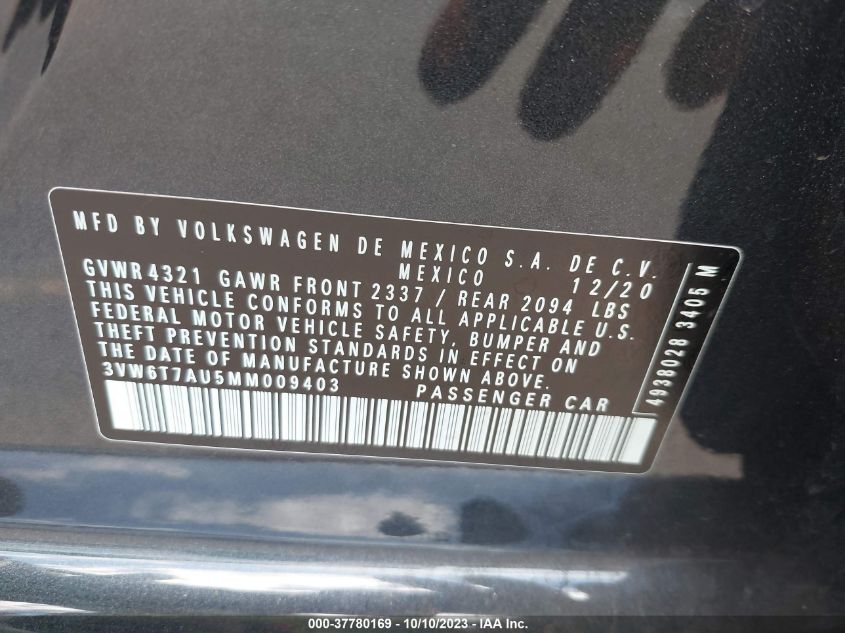 MFD BY VOLKSWAGEN DE MEXICO S.A. DE C.V.
MEXICO 12/20
GVWR 4321 GAWR FRONT 2337 / REAR 2094 LBS
THIS VEHICLE CONFORMS TO ALL APPLICABLE U.S.
FEDERAL MOTOR VEHICLE SAFETY, BUMPER AND
THEFT PREVENTION STANDARDS IN EFFECT ON
THE DATE OF MANUFACTURE SHOWN ABOVE.
3VW6T7AU5MM009403 PASSENGER CAR
4938028 3405 M
000-37780169 - 10/10/2023 - IAA Inc.